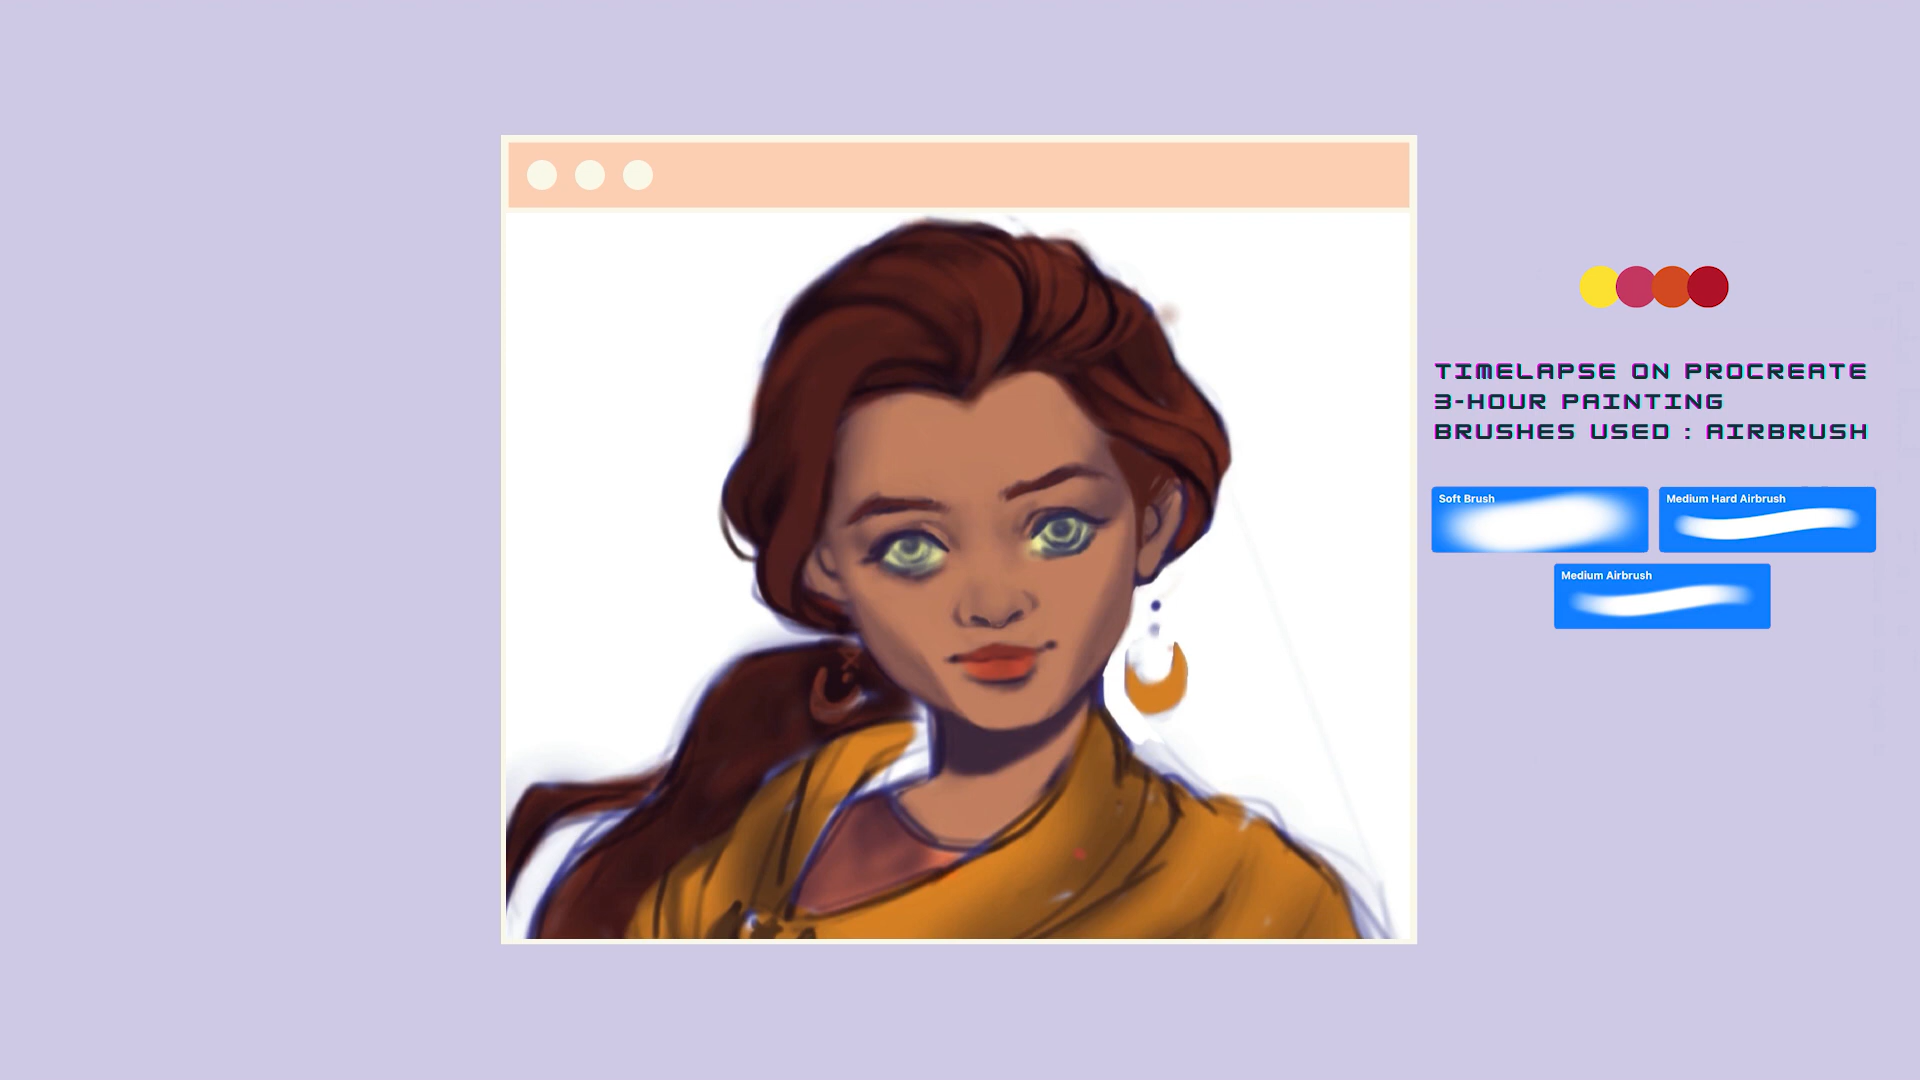 TIMELAPSE ON PROCREATE
3-HOUR PAINTING
BRUSHES USED : AIRBRUSH
Soft Brush
Medium Hard Airbrush
Medium Airbrush